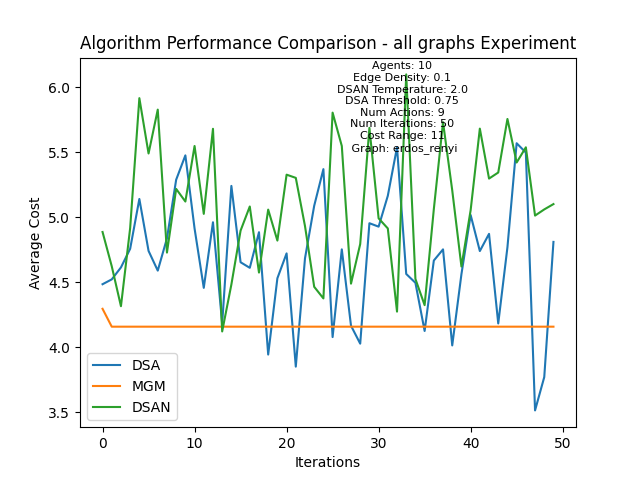 Algorithm Performance Comparison - all graphs Experiment
Agents: 10
Edge Density: 0.1
DSAN Temperature: 2.0
DSA Threshold: 0.75
Num Actions: 9
Num Iterations: 50
Cost Range: 11
Graph: erdos_renyi
6.0
5.5
5.0
4.5
4.0
3.5
Average Cost
DSA
MGM
DSAN
0
10
20
30
40
50
Iterations